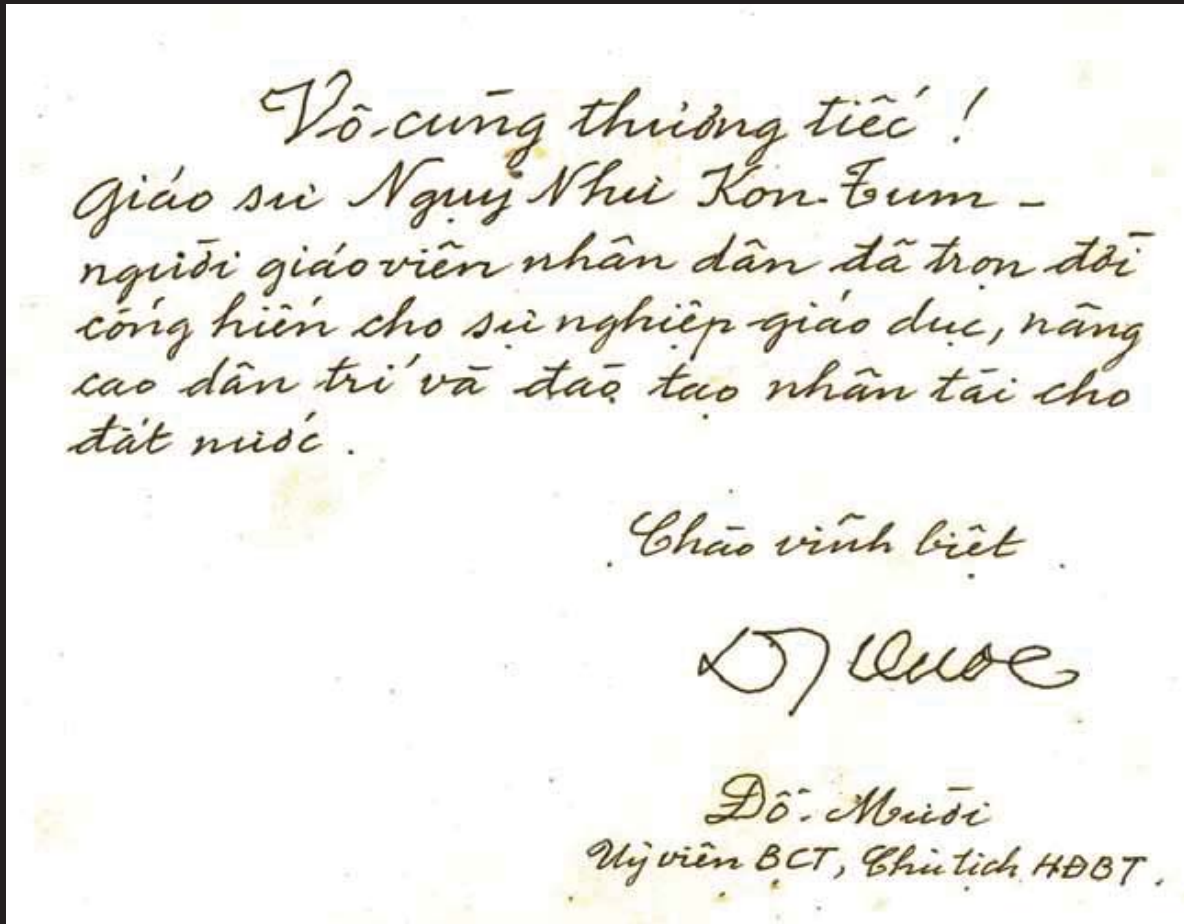 Vô cùng thương tiếc !
Giáo sư Ngụy Như Kon-Tum -
người giáo viên nhân dân đã trọn đời
cống hiến cho sự nghiệp giáo dục, nâng
cao dân trí và đào tạo nhân tài cho
đất nước .
Chào vĩnh biệt
Đỗ Mười
Uỷ viên BCT, Chủ tịch HĐBT .